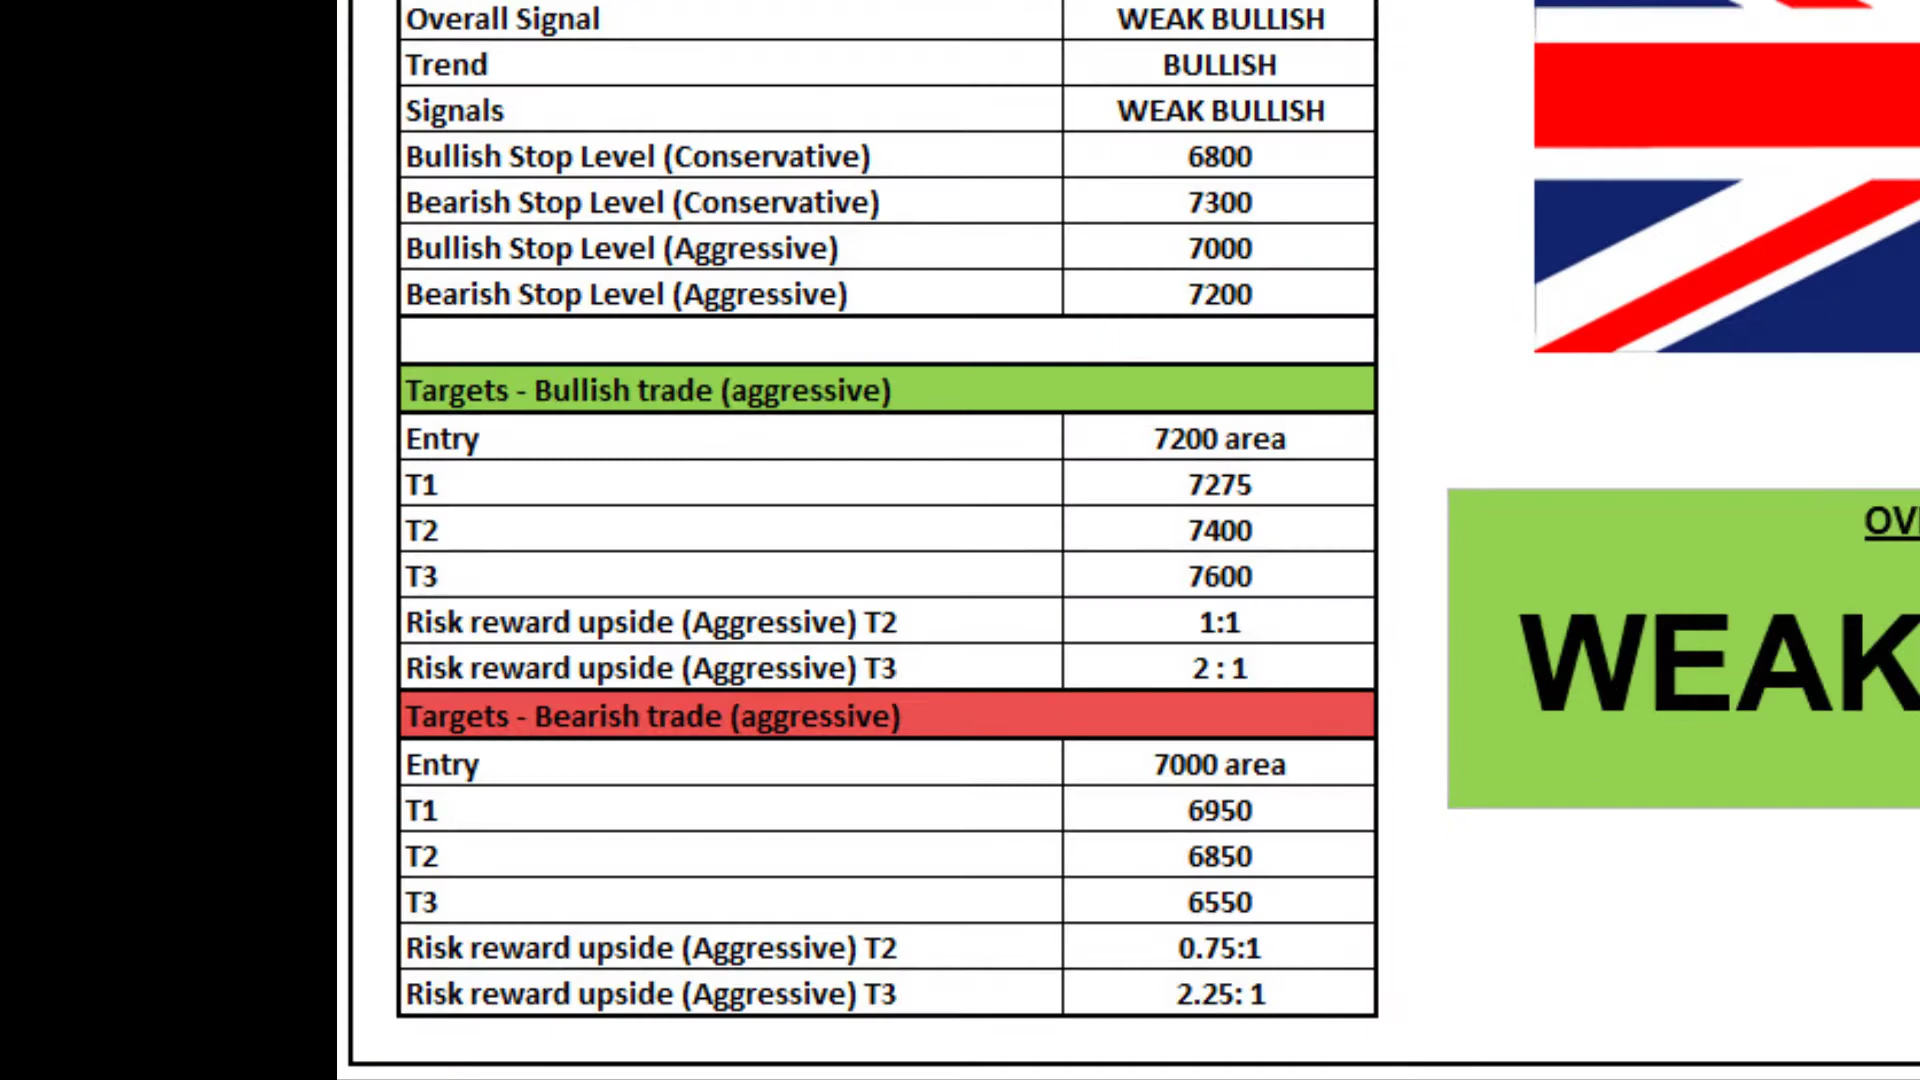 Overall Signal WEAK BULLISH
Trend BULLISH
Signals WEAK BULLISH
Bullish Stop Level (Conservative) 6800
Bearish Stop Level (Conservative) 7300
Bullish Stop Level (Aggressive) 7000
Bearish Stop Level (Aggressive) 7200
Targets - Bullish trade (aggressive)
Entry 7200 area
T1 7275
T2 7400
T3 7600
Risk reward upside (Aggressive) T2 1:1
Risk reward upside (Aggressive) T3 2 : 1
Targets - Bearish trade (aggressive)
Entry 7000 area
T1 6950
T2 6850
T3 6550
Risk reward upside (Aggressive) T2 0.75:1
Risk reward upside (Aggressive) T3 2.25: 1
WEAK